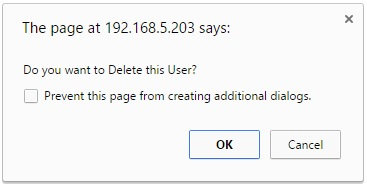 The page at 192.168.5.203 says:
Do you want to Delete this User?
Prevent this page from creating additional dialogs.
OK
Cancel